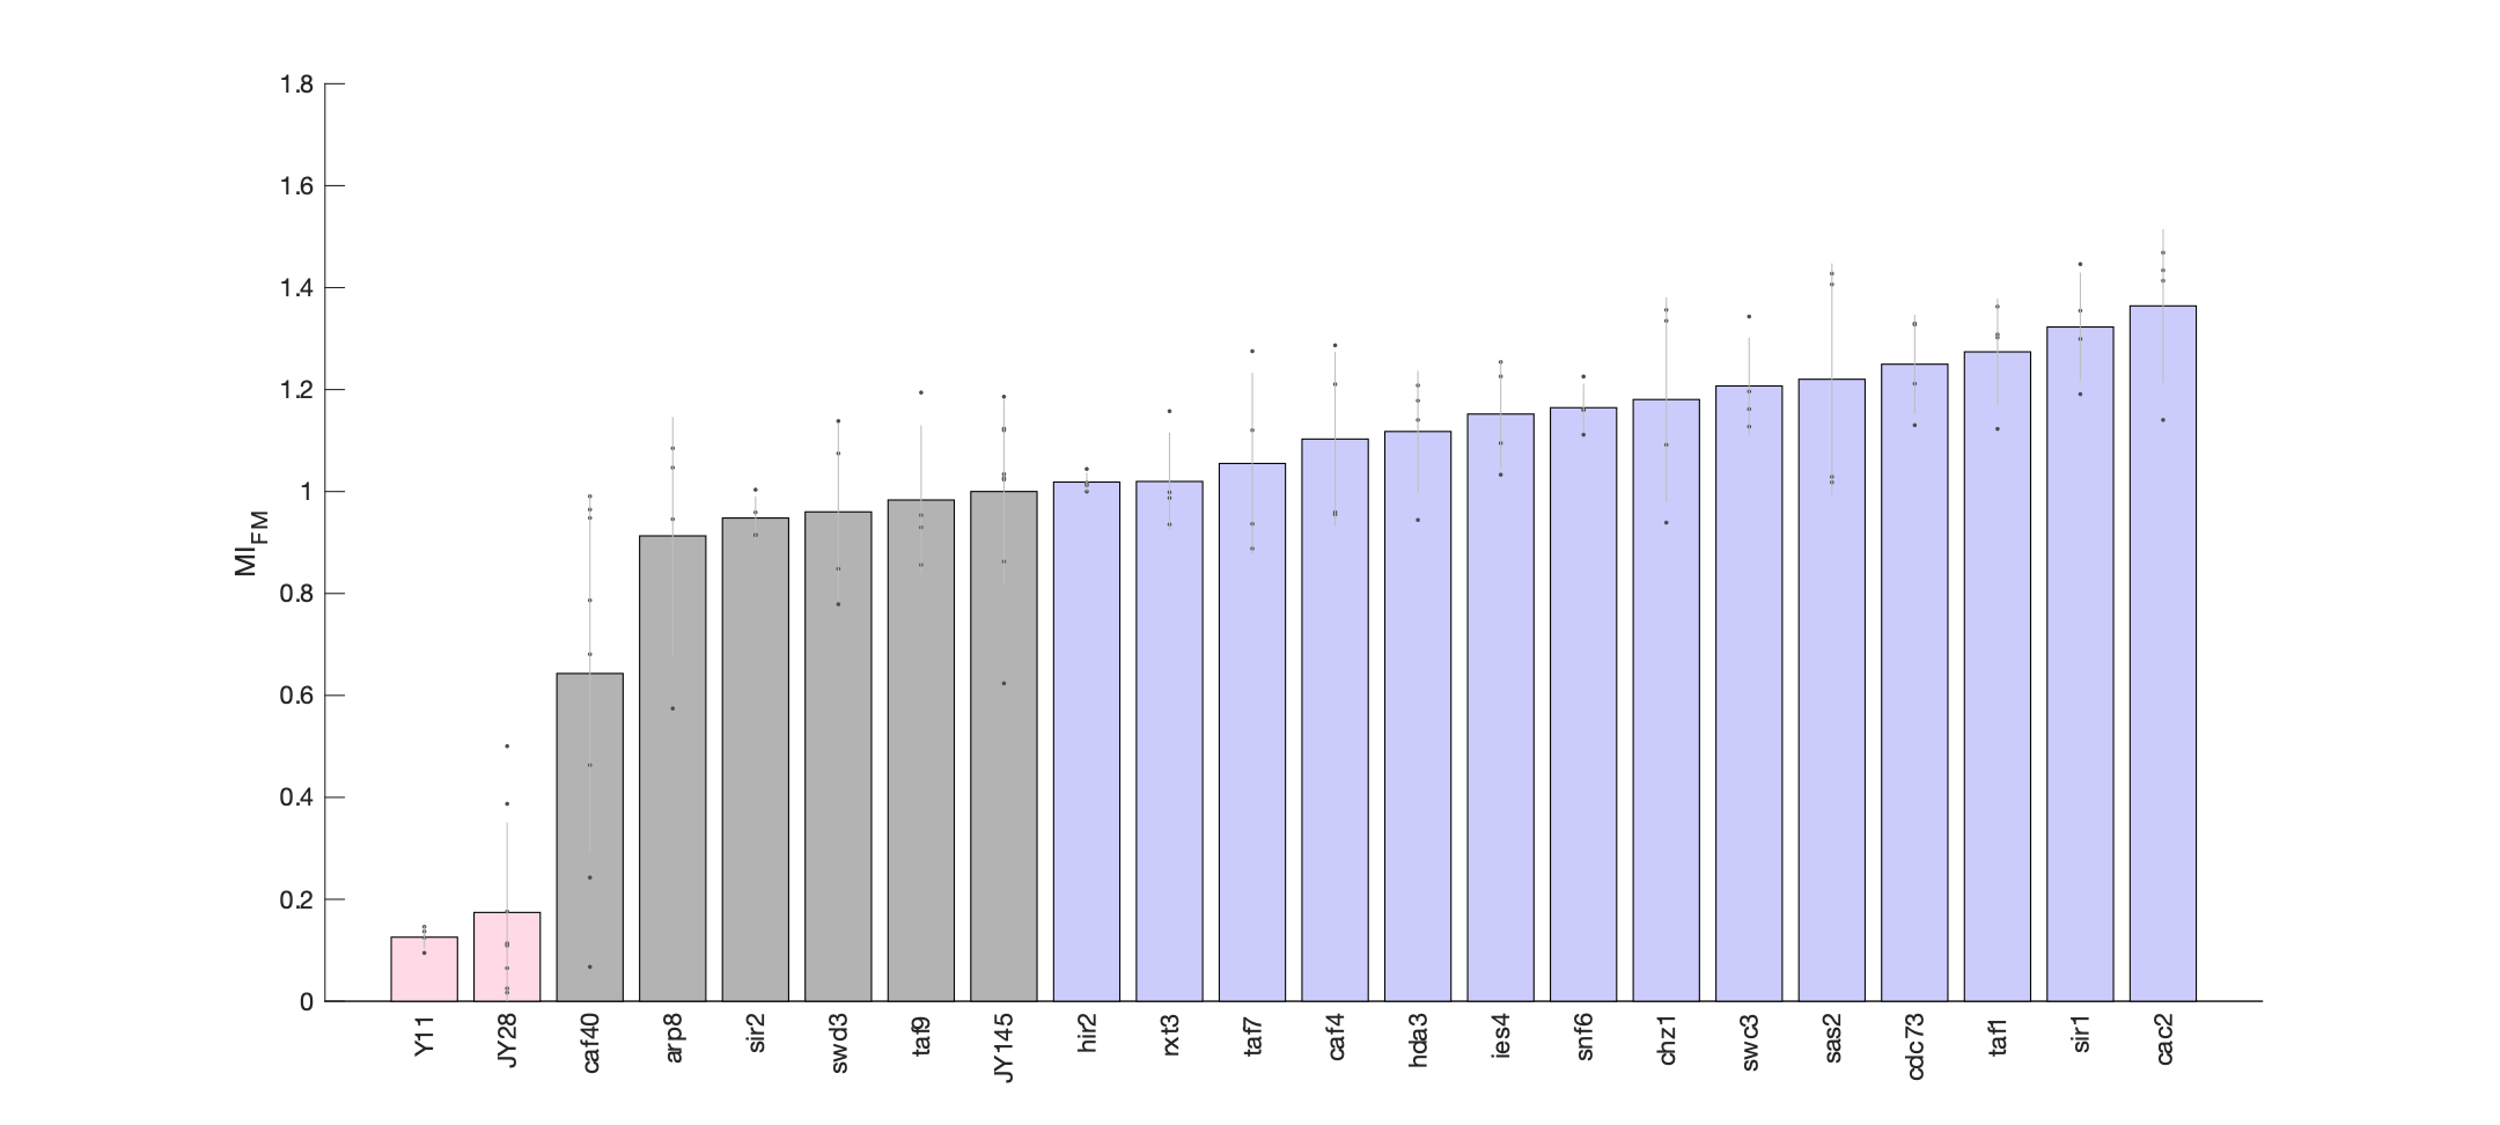 1.8
1.6
1.4
1.2
1
0.8
0.6
0.4
0.2
0
MI_FM
Y11
JY28
caf40
arp8
sir2
swd3
taf9
JY145
hir2
rxt3
taf7
caf4
hda3
ies4
snf6
chz1
swc3
sas2
cdc73
taf1
sir1
cac2